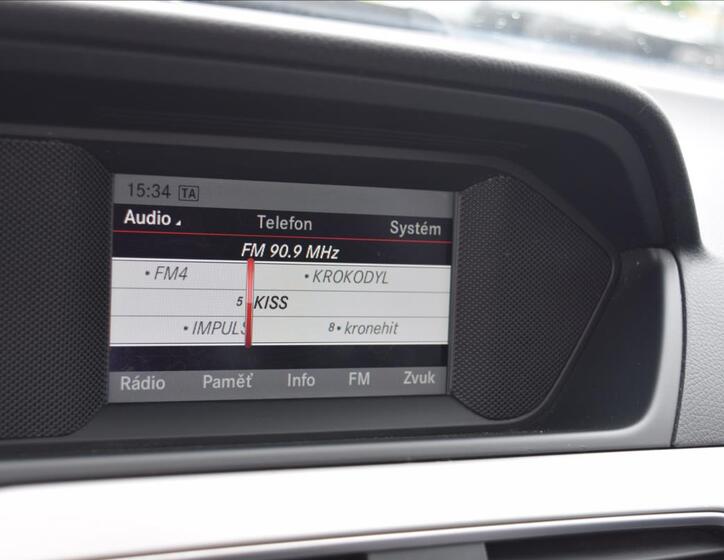 15:34 TA
Audio Telefon Systém
FM 90.9 MHz
• FM4 • KROKODYL
5 KISS
• IMPULS 8 • kronehit
Rádio Paměť Info FM Zvuk